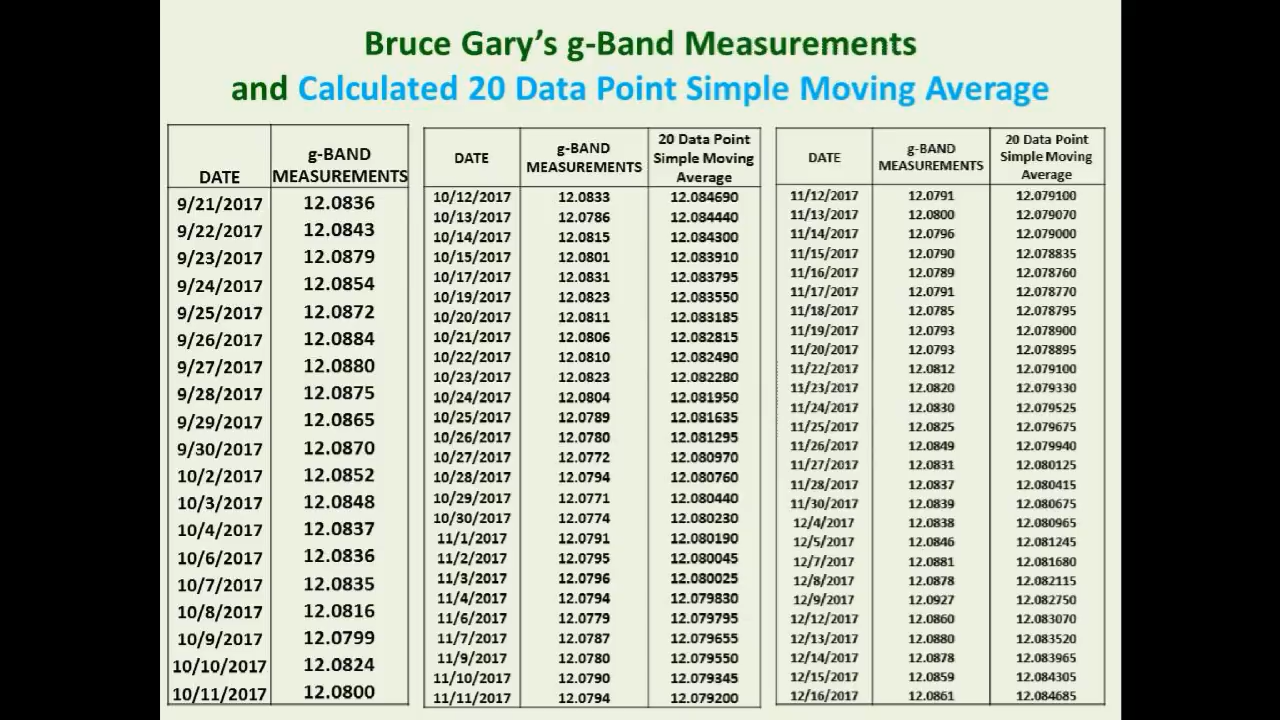 Bruce Gary's g-Band Measurements
and Calculated 20 Data Point Simple Moving Average
DATE g-BAND MEASUREMENTS
9/21/2017 12.0836
9/22/2017 12.0843
9/23/2017 12.0879
9/24/2017 12.0854
9/25/2017 12.0872
9/26/2017 12.0884
9/27/2017 12.0880
9/28/2017 12.0875
9/29/2017 12.0865
9/30/2017 12.0870
10/2/2017 12.0852
10/3/2017 12.0848
10/4/2017 12.0837
10/6/2017 12.0836
10/7/2017 12.0835
10/8/2017 12.0816
10/9/2017 12.0799
10/10/2017 12.0824
10/11/2017 12.0800
DATE g-BAND MEASUREMENTS 20 Data Point Simple Moving Average
10/12/2017 12.0833 12.084690
10/13/2017 12.0786 12.084440
10/14/2017 12.0815 12.084300
10/15/2017 12.0801 12.083910
10/17/2017 12.0831 12.083795
10/19/2017 12.0823 12.083550
10/20/2017 12.0811 12.083185
10/21/2017 12.0806 12.082815
10/22/2017 12.0810 12.082490
10/23/2017 12.0823 12.082280
10/24/2017 12.0804 12.081950
10/25/2017 12.0789 12.081635
10/26/2017 12.0780 12.081295
10/27/2017 12.0772 12.080970
10/28/2017 12.0794 12.080760
10/29/2017 12.0771 12.080440
10/30/2017 12.0774 12.080230
11/1/2017 12.0791 12.080190
11/2/2017 12.0795 12.080045
11/3/2017 12.0796 12.080025
11/4/2017 12.0794 12.079830
11/6/2017 12.0779 12.079795
11/7/2017 12.0787 12.079655
11/9/2017 12.0780 12.079550
11/10/2017 12.0790 12.079345
11/11/2017 12.0794 12.079200
DATE g-BAND MEASUREMENTS 20 Data Point Simple Moving Average
11/12/2017 12.0791 12.079100
11/13/2017 12.0800 12.079070
11/14/2017 12.0796 12.079000
11/15/2017 12.0790 12.078835
11/16/2017 12.0789 12.078760
11/17/2017 12.0791 12.078770
11/18/2017 12.0785 12.078795
11/19/2017 12.0793 12.078900
11/20/2017 12.0793 12.078895
11/22/2017 12.0812 12.079100
11/23/2017 12.0820 12.079330
11/24/2017 12.0830 12.079525
11/25/2017 12.0825 12.079675
11/26/2017 12.0849 12.079940
11/27/2017 12.0831 12.080125
11/28/2017 12.0837 12.080415
11/30/2017 12.0839 12.080675
12/4/2017 12.0838 12.080965
12/5/2017 12.0846 12.081245
12/7/2017 12.0881 12.081680
12/8/2017 12.0878 12.082115
12/9/2017 12.0927 12.082750
12/12/2017 12.0860 12.083070
12/13/2017 12.0880 12.083520
12/14/2017 12.0878 12.083965
12/15/2017 12.0859 12.084305
12/16/2017 12.0861 12.084685